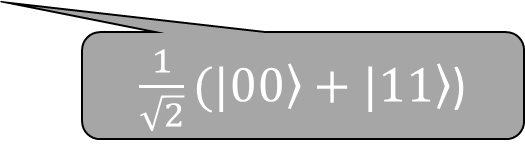 1/√2 (|00⟩ + |11⟩)